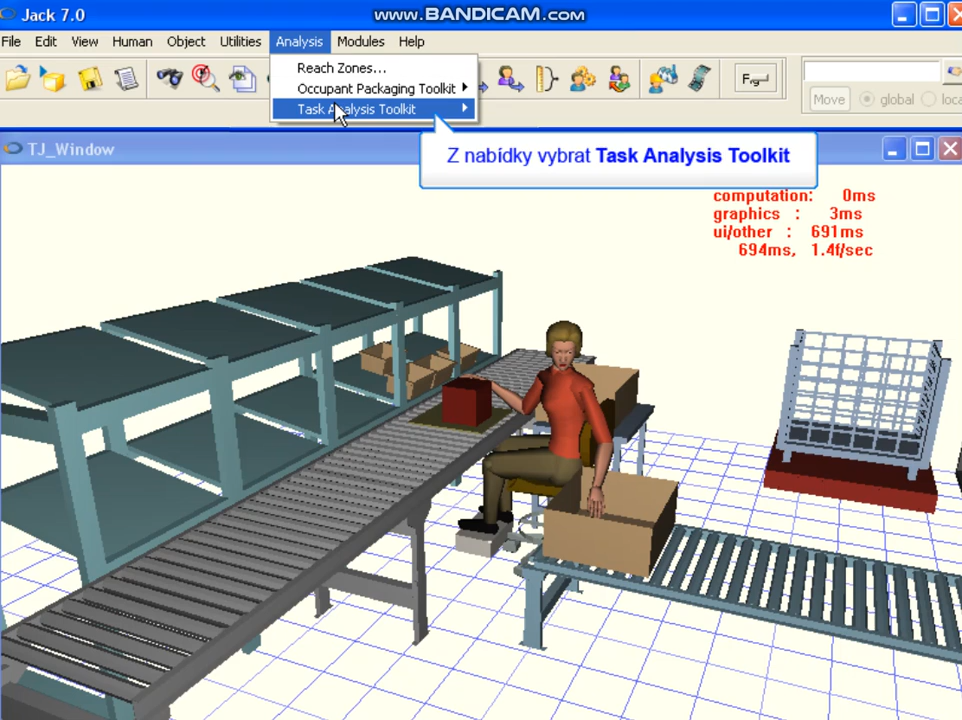 www.BANDICAM.com
Jack 7.0
File Edit View Human Object Utilities Analysis Modules Help
Reach Zones...
Occupant Packaging Toolkit
Task Analysis Toolkit
Move global loca
TJ_Window
Z nabídky vybrat Task Analysis Toolkit
computation: 0ms
graphics : 3ms
ui/other : 691ms
694ms, 1.4f/sec